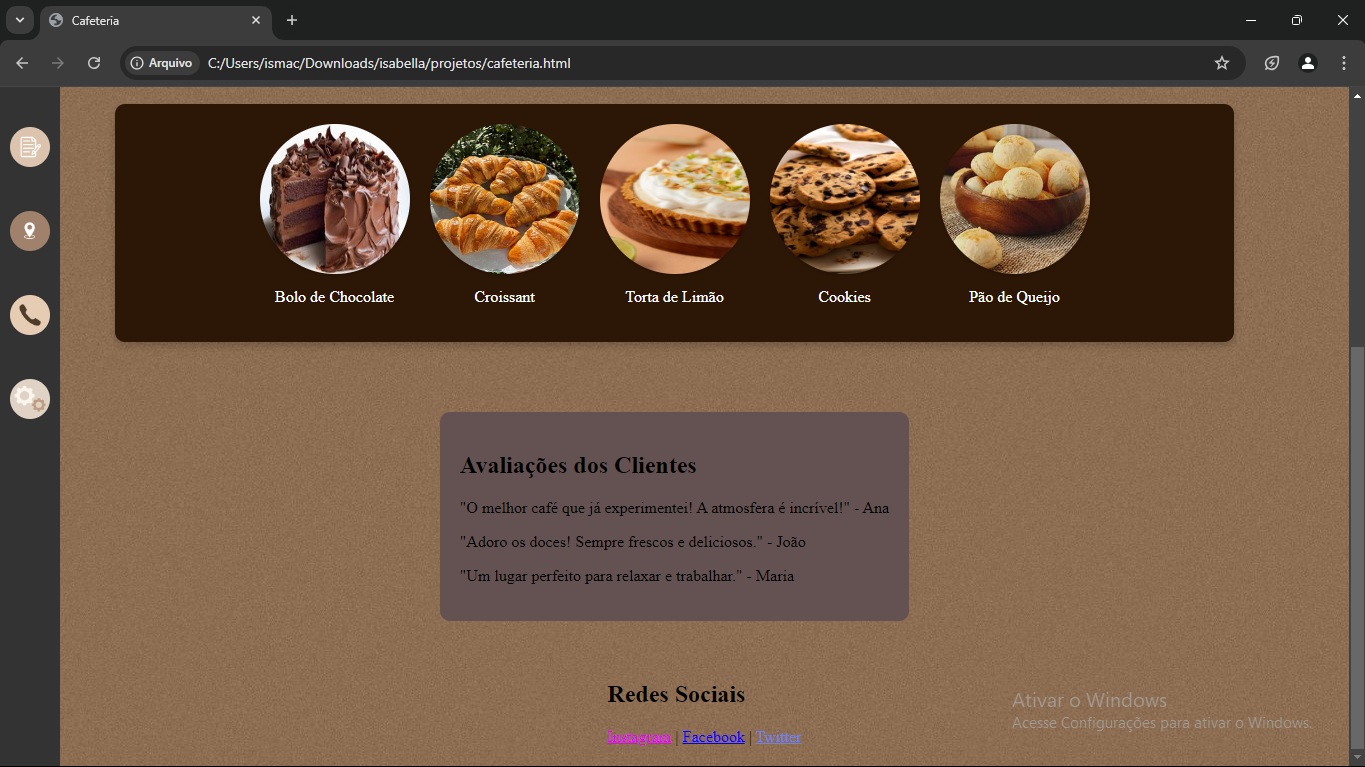 Cafeteria
Arquivo
C:/Users/ismac/Downloads/isabella/projetos/cafeteria.html
Bolo de Chocolate
Croissant
Torta de Limão
Cookies
Pão de Queijo
Avaliações dos Clientes
"O melhor café que já experimentei! A atmosfera é incrível!" - Ana
"Adoro os doces! Sempre frescos e deliciosos." - João
"Um lugar perfeito para relaxar e trabalhar." - Maria
Redes Sociais
Instagram | Facebook | Twitter
Ativar o Windows
Acesse Configurações para ativar o Windows.